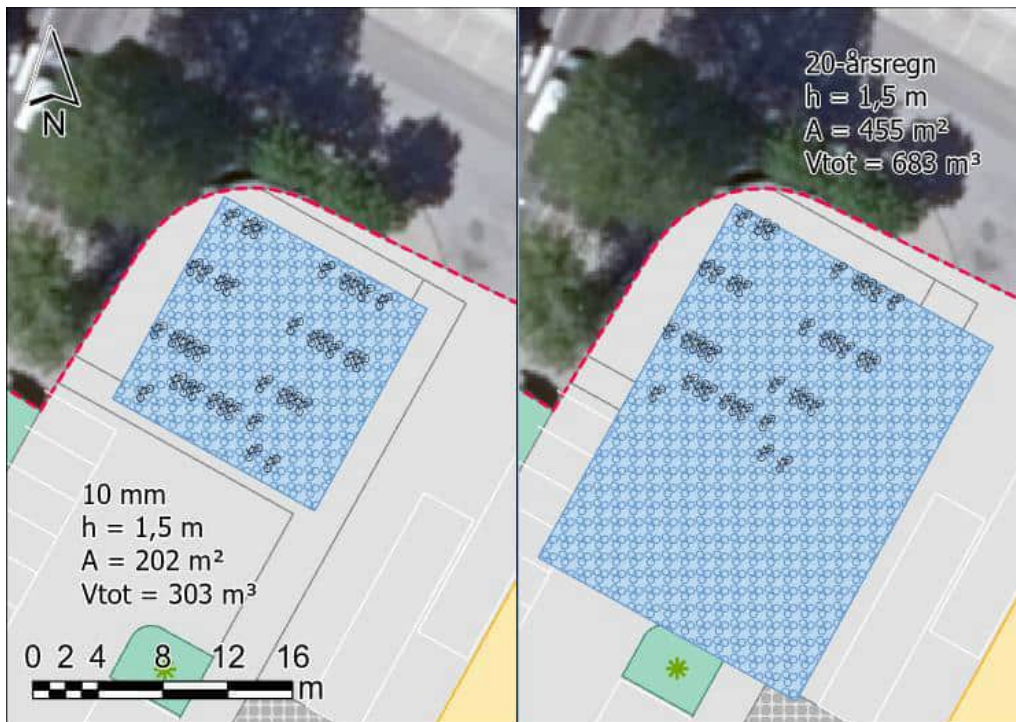 N
10 mm
h = 1,5 m
A = 202 m²
Vtot = 303 m³
0 2 4 8 12 16
m
20-årsregn
h = 1,5 m
A = 455 m²
Vtot = 683 m³